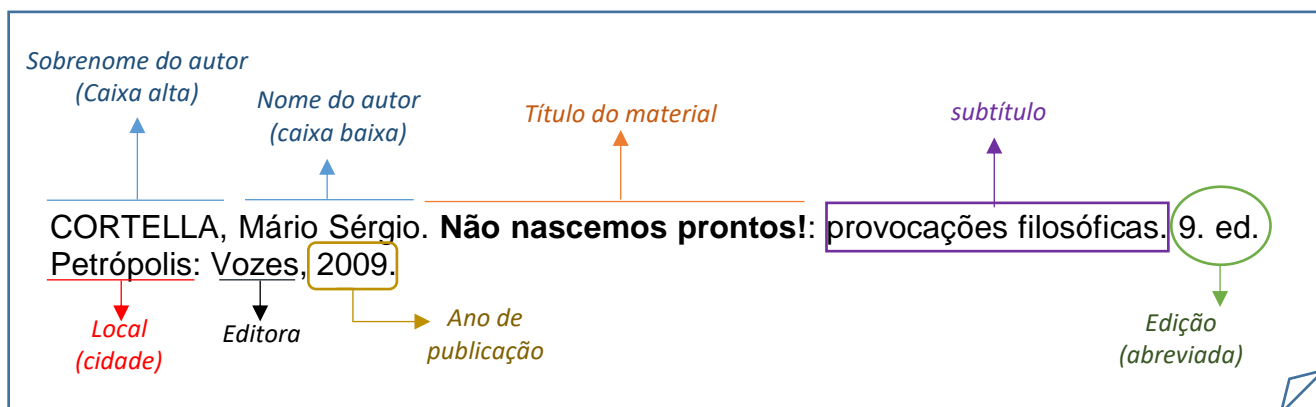 Sobrenome do autor
(Caixa alta)
Nome do autor
(caixa baixa)
Título do material
subtítulo
CORTELLA, Mário Sérgio. Não nascemos prontos!: provocações filosóficas. 9. ed.
Petrópolis: Vozes, 2009.
Local
(cidade)
Editora
Ano de
publicação
Edição
(abreviada)